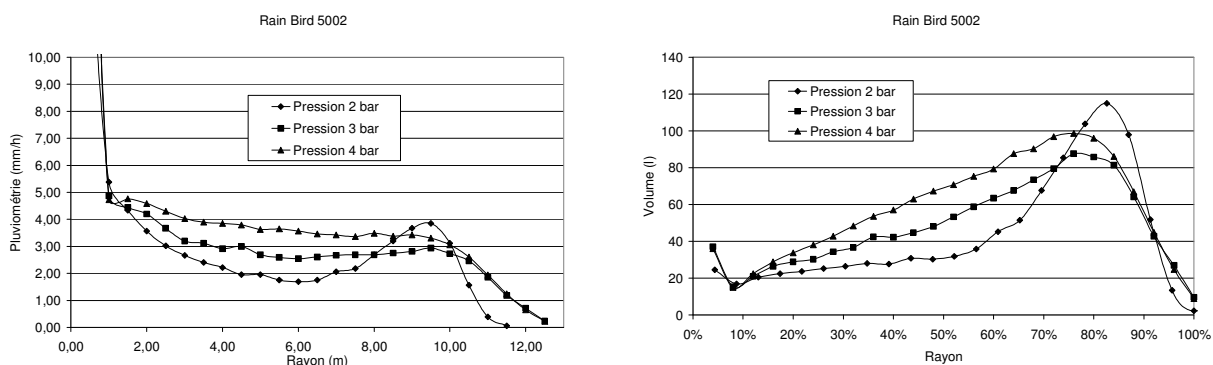 Rain Bird 5002
10,00
9,00
8,00
7,00
6,00
5,00
4,00
3,00
2,00
1,00
0,00
Pluviométrie (mm/h)
Pression 2 bar
Pression 3 bar
Pression 4 bar
0,00 2,00 4,00 6,00 8,00 10,00 12,00
Rayon (m)
Rain Bird 5002
140
120
100
80
60
40
20
0
Volume (l)
Pression 2 bar
Pression 3 bar
Pression 4 bar
0% 10% 20% 30% 40% 50% 60% 70% 80% 90% 100%
Rayon